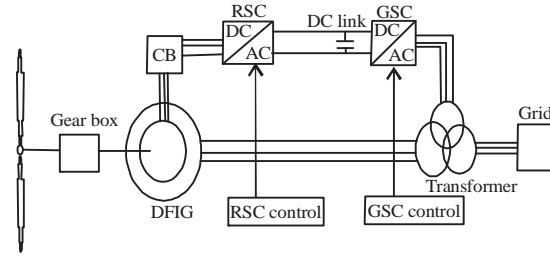 RSC
DC link
GSC
DC
AC
DC
AC
CB
Gear box
Grid
DFIG
RSC control
GSC control
Transformer